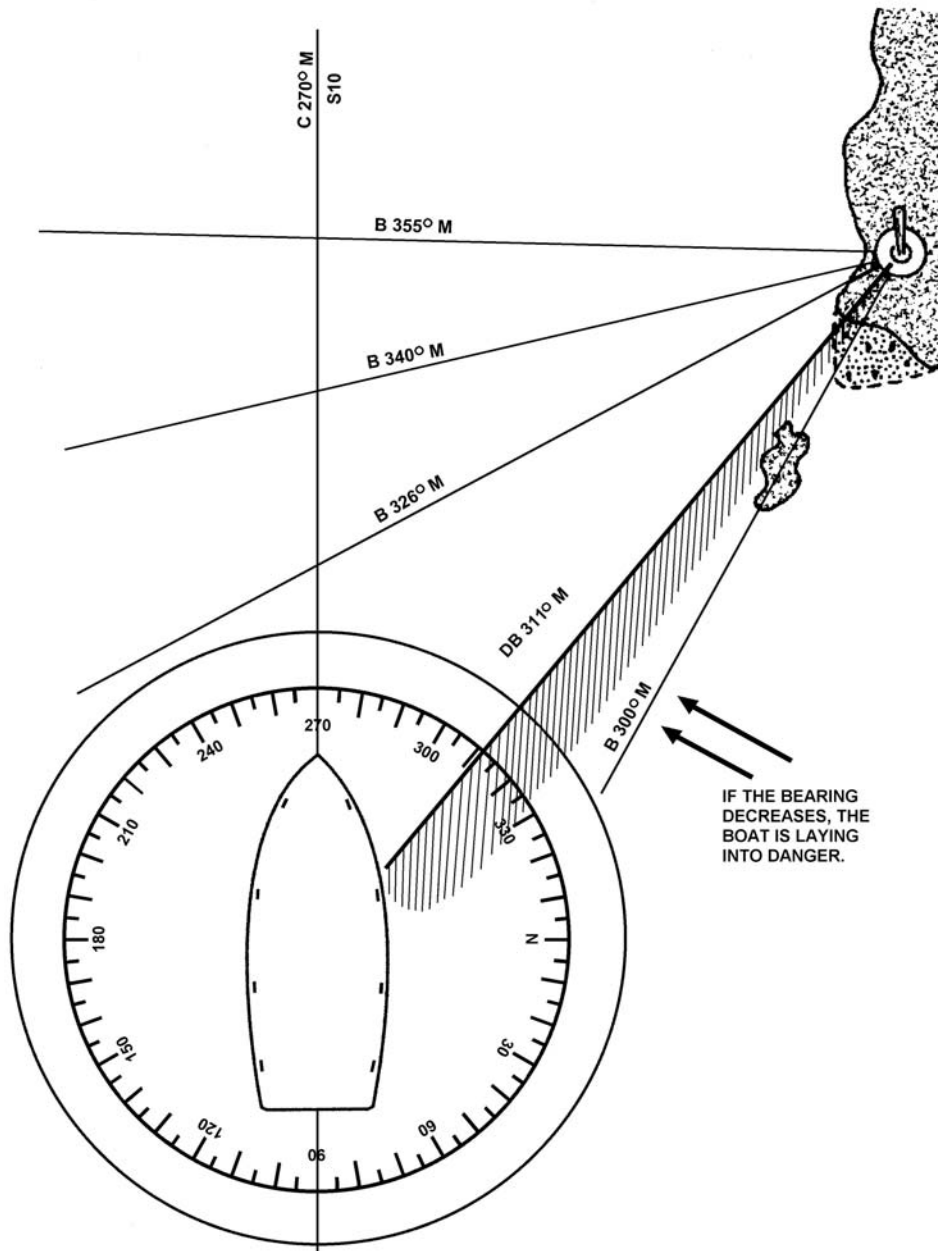 C 270° M
S10
B 355° M
B 340° M
B 326° M
DB 311° M
B 300° M
IF THE BEARING
DECREASES, THE
BOAT IS LAYING
INTO DANGER.
270
300
330
N
30
60
90
120
150
180
210
240